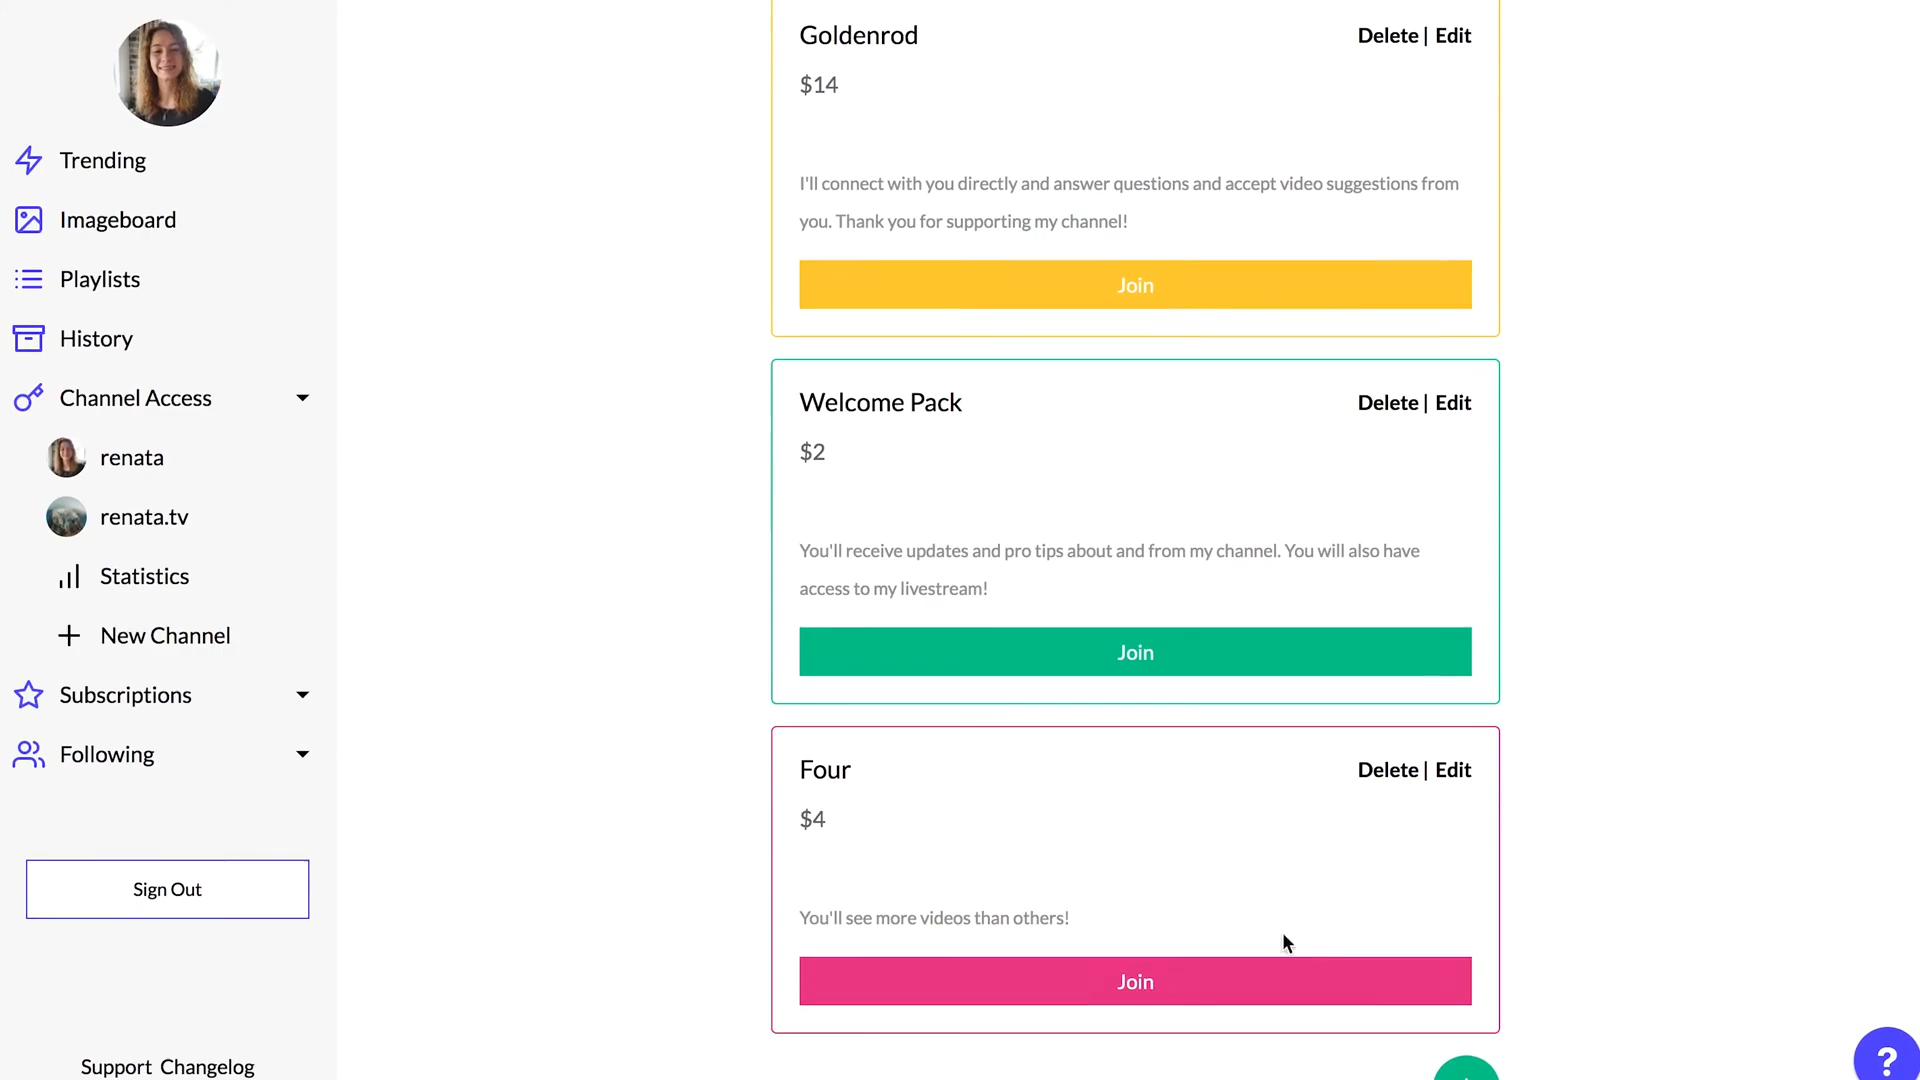 Trending
Imageboard
Playlists
History
Channel Access
renata
renata.tv
Statistics
New Channel
Subscriptions
Following
Sign Out
Support Changelog
Goldenrod
Delete | Edit
$14
I'll connect with you directly and answer questions and accept video suggestions from
you. Thank you for supporting my channel!
Join
Welcome Pack
Delete | Edit
$2
You'll receive updates and pro tips about and from my channel. You will also have
access to my livestream!
Join
Four
Delete | Edit
$4
You'll see more videos than others!
Join
?